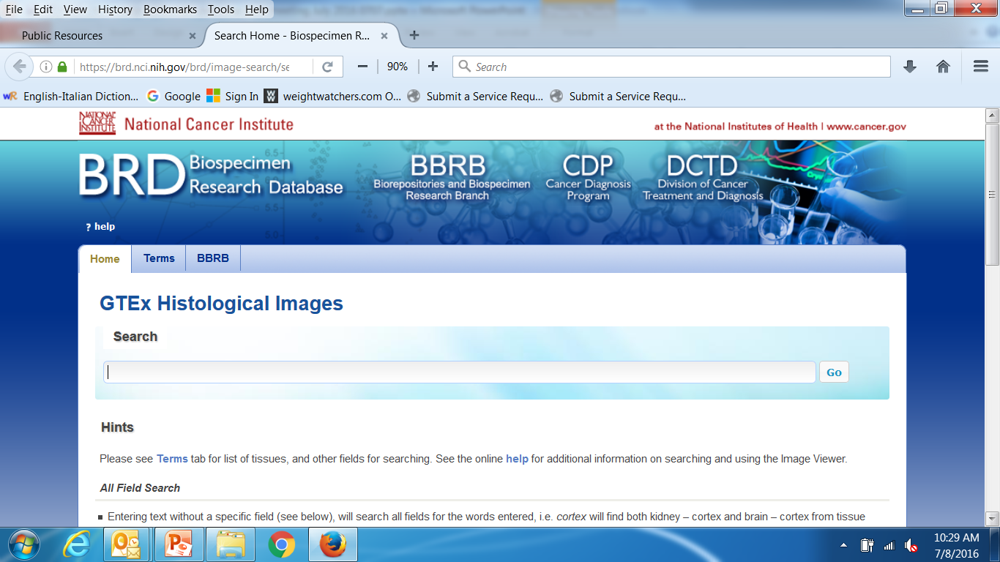 File Edit View History Bookmarks Tools Help
Public Resources
Search Home - Biospecimen R...
https://brd.nci.nih.gov/brd/image-search/se
90%
Search
English-Italian Diction...
Google
Sign In
weightwatchers.com O...
Submit a Service Requ...
Submit a Service Requ...
NATIONAL CANCER INSTITUTE
National Cancer Institute
at the National Institutes of Health | www.cancer.gov
BRD Biospecimen Research Database
BBRB
Biorepositories and Biospecimen
Research Branch
CDP
Cancer Diagnosis
Program
DCTD
Division of Cancer
Treatment and Diagnosis
? help
Home
Terms
BBRB
GTEx Histological Images
Search
Go
Hints
Please see Terms tab for list of tissues, and other fields for searching. See the online help for additional information on searching and using the Image Viewer.
All Field Search
Entering text without a specific field (see below), will search all fields for the words entered, i.e. cortex will find both kidney – cortex and brain – cortex from tissue
10:29 AM
7/8/2016